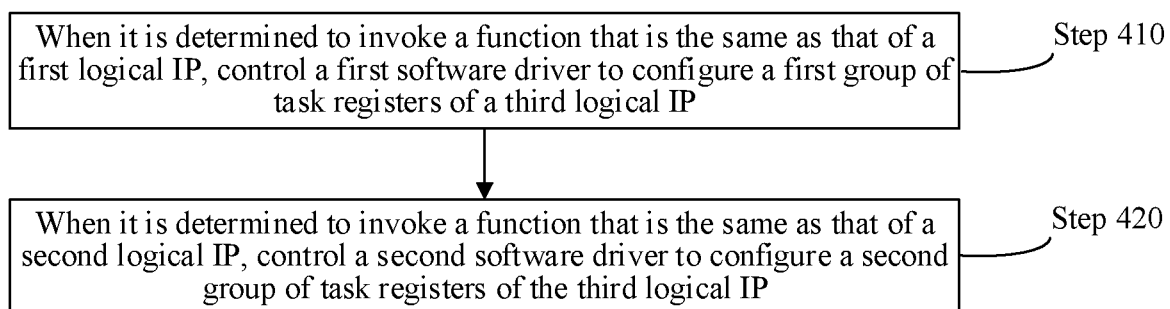 When it is determined to invoke a function that is the same as that of a
first logical IP, control a first software driver to configure a first group of
task registers of a third logical IP
Step 410
When it is determined to invoke a function that is the same as that of a
second logical IP, control a second software driver to configure a second
group of task registers of the third logical IP
Step 420